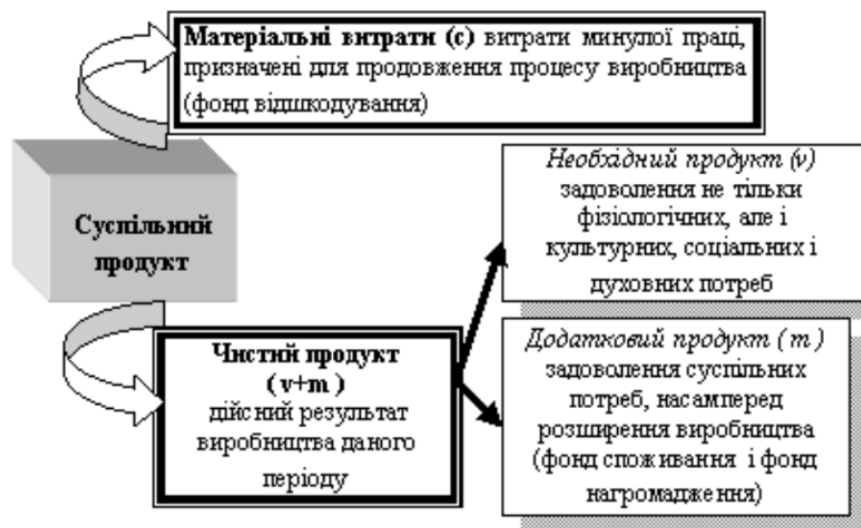 Матеріальні витрати (с) витрати минулої праці,
призначені для продовження процесу виробництва
(фонд відшкодування)
Суспільний
продукт
Необхідний продукт (v)
задоволення не тільки
фізіологічних, але і
культурних, соціальних і
духовних потреб
Чистий продукт
( v+m )
дійсний результат
виробництва даного
періоду
Додатковий продукт ( m )
задоволення суспільних
потреб, насамперед
розширення виробництва
(фонд споживання і фонд
нагромадження)